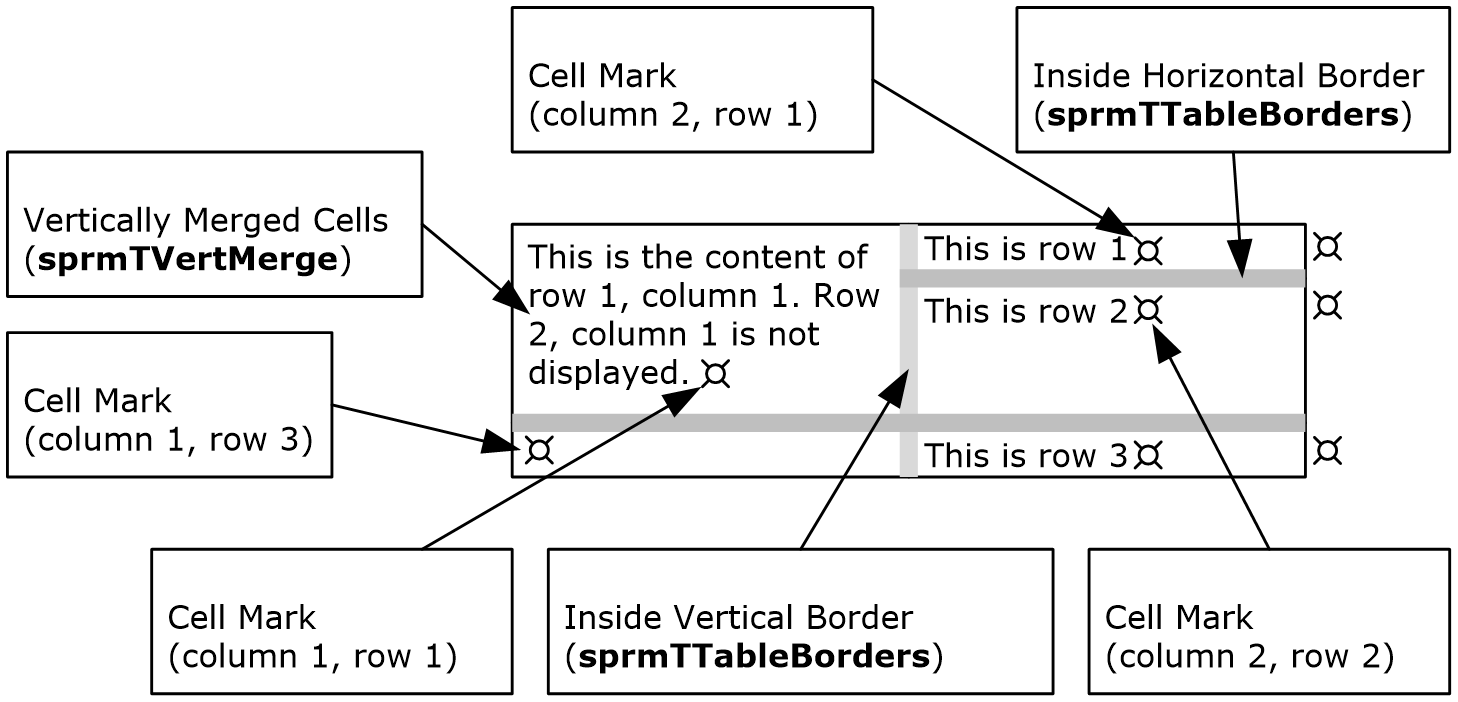 Cell Mark
(column 2, row 1)
Inside Horizontal Border
(sprmTTableBorders)
Vertically Merged Cells
(sprmTVertMerge)
This is the content of
row 1, column 1. Row
2, column 1 is not
displayed.
This is row 1
This is row 2
This is row 3
Cell Mark
(column 1, row 3)
Cell Mark
(column 1, row 1)
Inside Vertical Border
(sprmTTableBorders)
Cell Mark
(column 2, row 2)